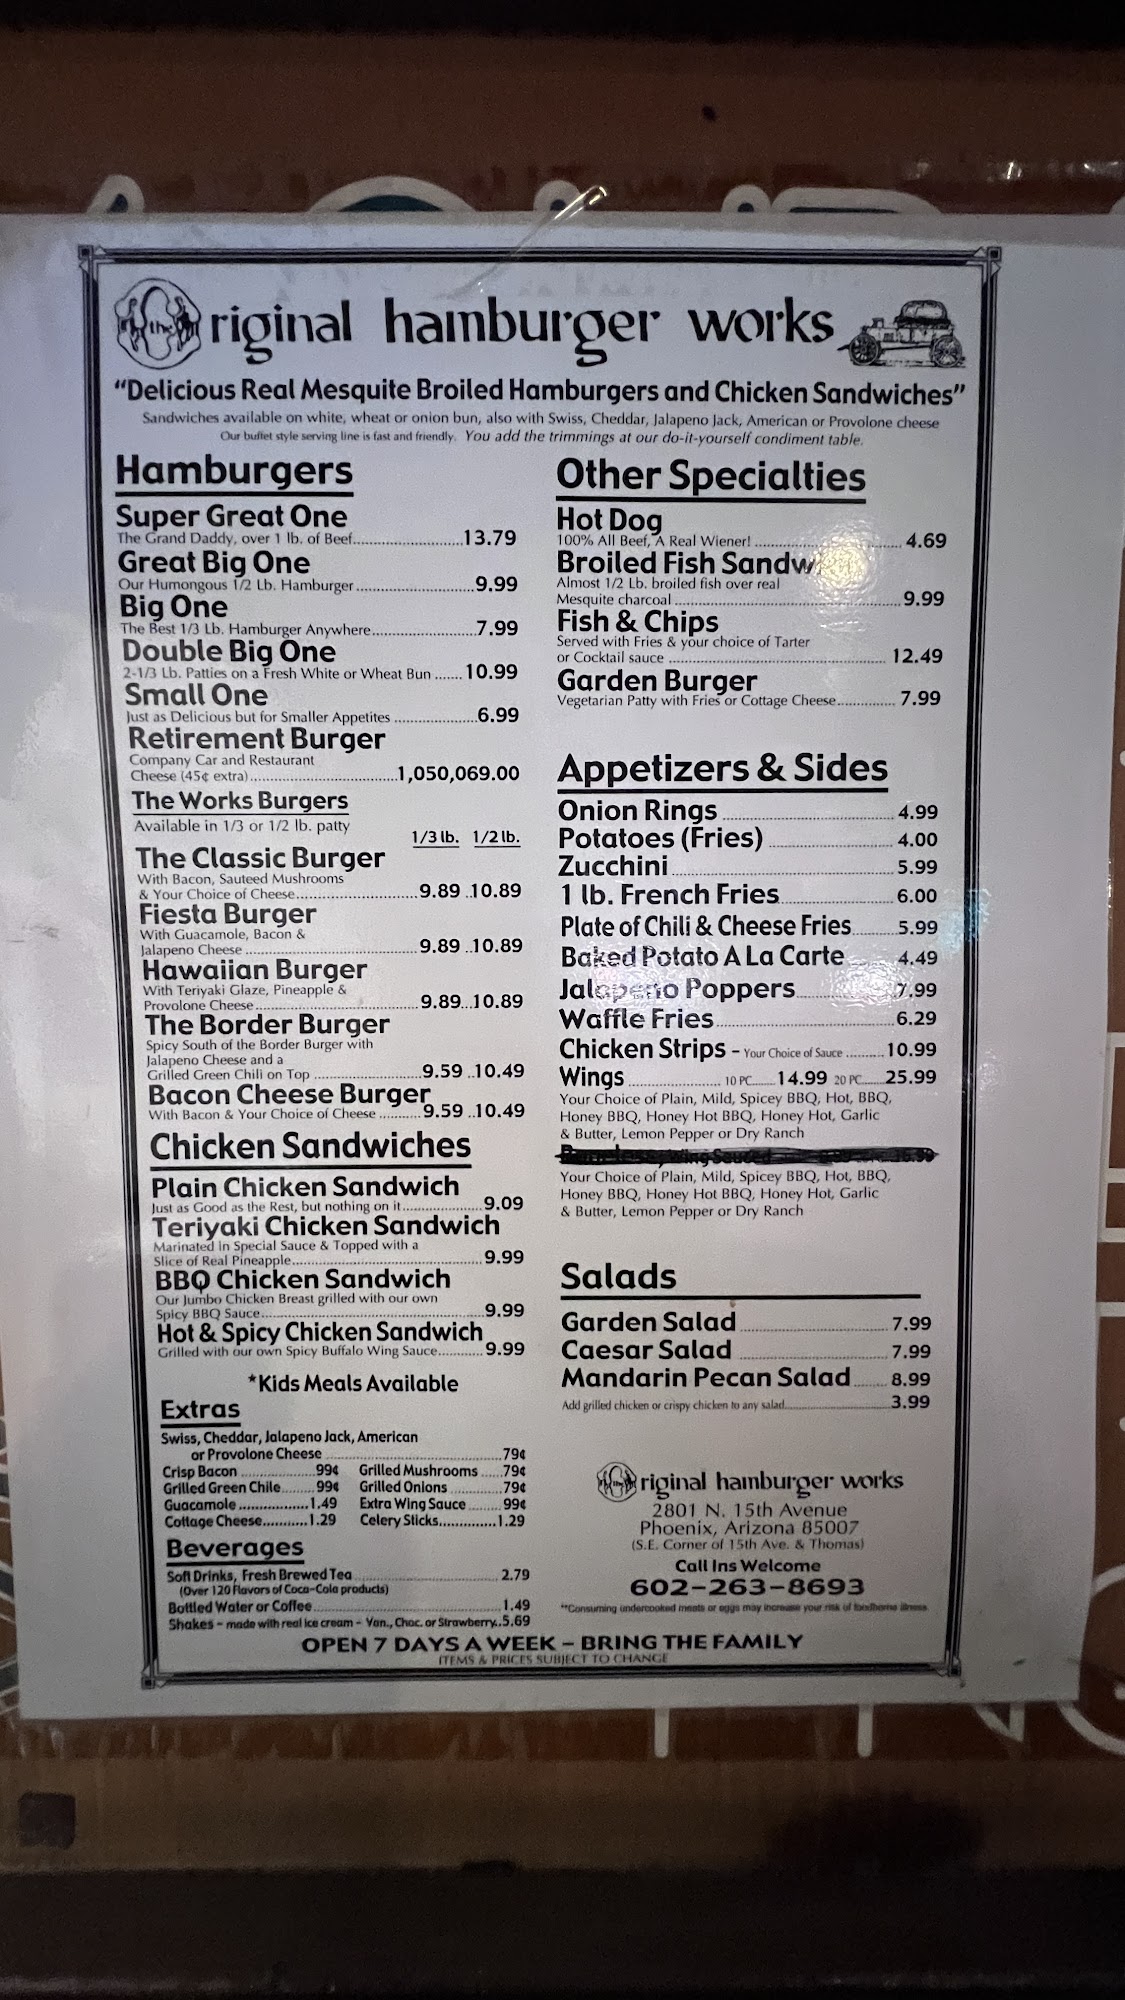 the Original hamburger works
"Delicious Real Mesquite Broiled Hamburgers and Chicken Sandwiches"
Sandwiches available on white, wheat or onion bun, also with Swiss, Cheddar, Jalapeno Jack, American or Provolone cheese
Our buffet style serving line is fast and friendly. You add the trimmings at our do-it-yourself condiment table.
Hamburgers
Super Great One
The Grand Daddy, over 1 lb. of Beef 13.79
Great Big One
Our Humongous 1/2 Lb. Hamburger 9.99
Big One
The Best 1/3 Lb. Hamburger Anywhere 7.99
Double Big One
2-1/3 Lb. Patties on a Fresh White or Wheat Bun 10.99
Small One
Just as Delicious but for Smaller Appetites 6.99
Retirement Burger
Company Car and Restaurant
Cheese (45¢ extra) 1,050,069.00
The Works Burgers
Available in 1/3 or 1/2 lb. patty
1/3 lb. 1/2 lb.
The Classic Burger
With Bacon, Sauteed Mushrooms
& Your Choice of Cheese 9.89 10.89
Fiesta Burger
With Guacamole, Bacon &
Jalapeno Cheese 9.89 10.89
Hawaiian Burger
With Teriyaki Glaze, Pineapple &
Provolone Cheese 9.89 10.89
The Border Burger
Spicy South of the Border Burger with
Jalapeno Cheese and a
Grilled Green Chili on Top 9.59 10.49
Bacon Cheese Burger
With Bacon & Your Choice of Cheese 9.59 10.49
Chicken Sandwiches
Plain Chicken Sandwich
Just as Good as the Rest, but nothing on it 9.09
Teriyaki Chicken Sandwich
Marinated In Special Sauce & Topped with a
Slice of Real Pineapple 9.99
BBQ Chicken Sandwich
Our Jumbo Chicken Breast grilled with our own
Spicy BBQ Sauce 9.99
Hot & Spicy Chicken Sandwich
Grilled with our own Spicy Buffalo Wing Sauce 9.99
*Kids Meals Available
Extras
Swiss, Cheddar, Jalapeno Jack, American
or Provolone Cheese 79¢
Crisp Bacon 99¢ Grilled Mushrooms 79¢
Grilled Green Chile 99¢ Grilled Onions 79¢
Guacamole 1.49 Extra Wing Sauce 99¢
Cottage Cheese 1.29 Celery Sticks 1.29
Beverages
Soft Drinks, Fresh Brewed Tea 2.79
(Over 120 Flavors of Coca-Cola products)
Bottled Water or Coffee 1.49
Shakes - made with real ice cream - Van., Choc. or Strawberry 5.69
Other Specialties
Hot Dog
100% All Beef, A Real Wiener! 4.69
Broiled Fish Sandwich
Almost 1/2 Lb. broiled fish over real
Mesquite charcoal 9.99
Fish & Chips
Served with Fries & your choice of Tarter
or Cocktail sauce 12.49
Garden Burger
Vegetarian Patty with Fries or Cottage Cheese 7.99
Appetizers & Sides
Onion Rings 4.99
Potatoes (Fries) 4.00
Zucchini 5.99
1 lb. French Fries 6.00
Plate of Chili & Cheese Fries 5.99
Baked Potato A La Carte 4.49
Jalapeno Poppers 7.99
Waffle Fries 6.29
Chicken Strips - Your Choice of Sauce 10.99
Wings 10 PC. 14.99 20 PC. 25.99
Your Choice of Plain, Mild, Spicey BBQ, Hot, BBQ,
Honey BBQ, Honey Hot BBQ, Honey Hot, Garlic
& Butter, Lemon Pepper or Dry Ranch
Your Choice of Plain, Mild, Spicey BBQ, Hot, BBQ,
Honey BBQ, Honey Hot BBQ, Honey Hot, Garlic
& Butter, Lemon Pepper or Dry Ranch
Salads
Garden Salad 7.99
Caesar Salad 7.99
Mandarin Pecan Salad 8.99
Add grilled chicken or crispy chicken to any salad 3.99
Original hamburger works
2801 N. 15th Avenue
Phoenix, Arizona 85007
(S.E. Corner of 15th Ave. & Thomas)
Call Ins Welcome
602-263-8693
**Consuming undercooked meats or eggs may increase your risk of foodborne illness.
OPEN 7 DAYS A WEEK - BRING THE FAMILY
ITEMS & PRICES SUBJECT TO CHANGE